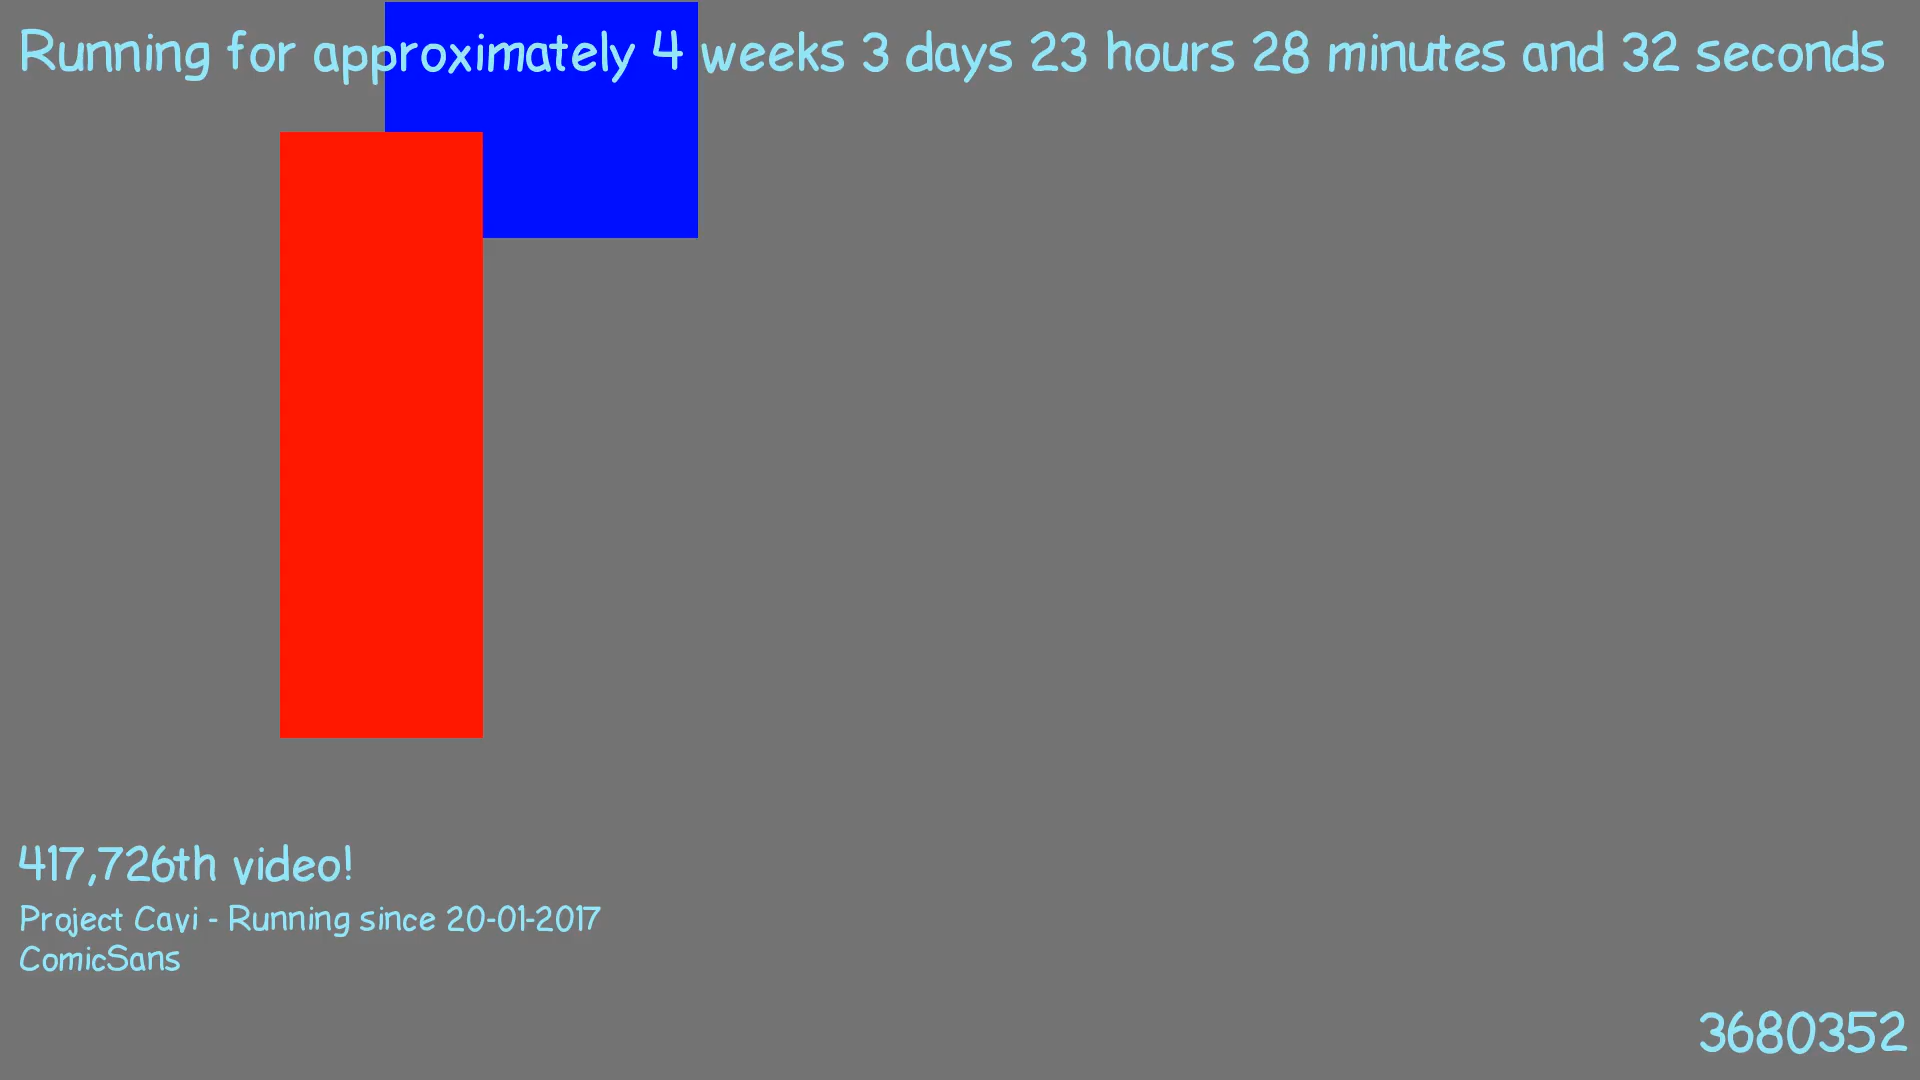 Running for approximately 4 weeks 3 days 23 hours 28 minutes and 32 seconds
417,726th video!
Project Cavi - Running since 20-01-2017
ComicSans
3680352